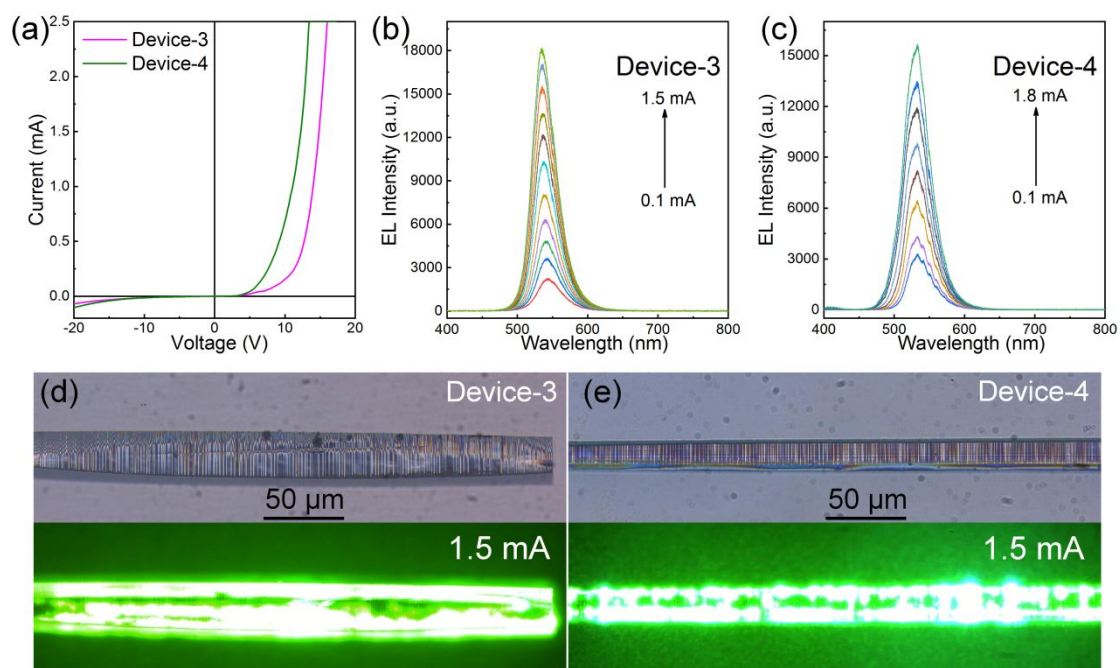 (a)
Device-3
Device-4
Current (mA)
2.5
2.0
1.5
1.0
0.5
0.0
-20
-10
0
10
20
Voltage (V)
(b)
Device-3
1.5 mA
0.1 mA
EL Intensity (a.u.)
18000
15000
12000
9000
6000
3000
0
400
500
600
700
800
Wavelength (nm)
(c)
Device-4
1.8 mA
0.1 mA
EL Intensity (a.u.)
15000
12000
9000
6000
3000
0
400
500
600
700
800
Wavelength (nm)
(d)
Device-3
50 µm
1.5 mA
(e)
Device-4
50 µm
1.5 mA